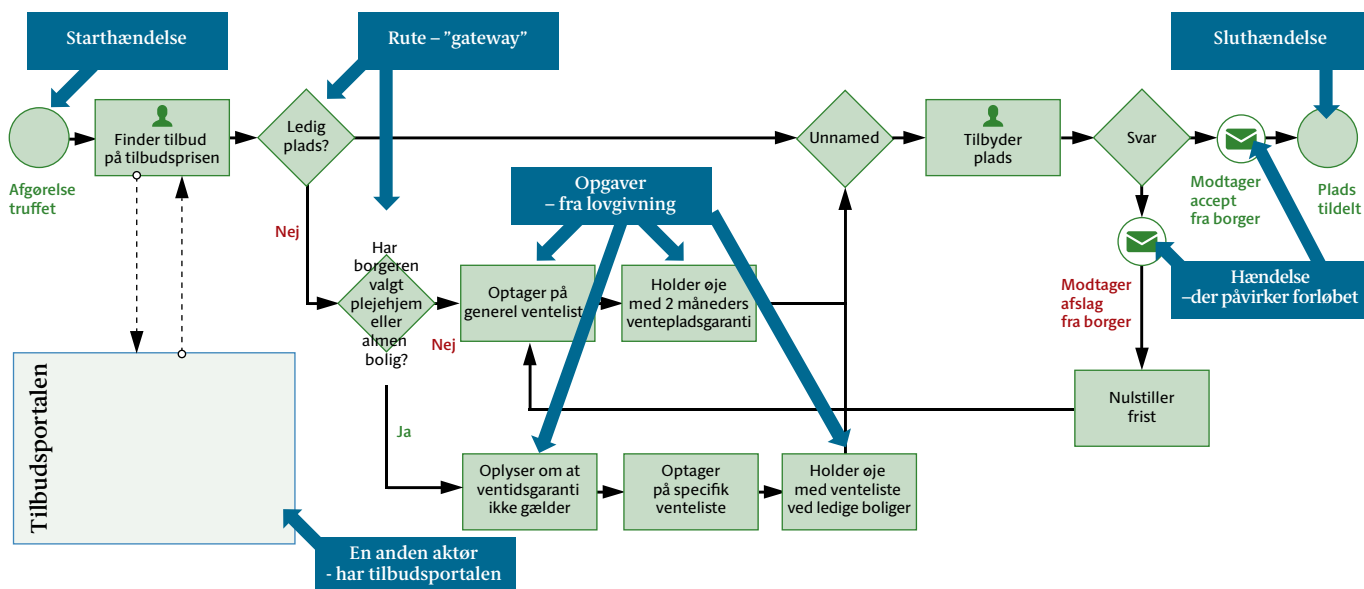 Starthændelse
Rute – ”gateway”
Sluthændelse
Finder tilbud
på tilbudsprisen
Ledig
plads?
Unnamed
Tilbyder
plads
Svar
Afgørelse
truffet
Modtager
accept
fra borger
Plads
tildelt
Opgaver
– fra lovgivning
Nej
Har
borgeren
valgt
plejehjem
eller
almen
bolig?
Nej
Optager på
generel ventelist
Holder øje
med 2 måneders
ventepladsgaranti
Hændelse
–der påvirker forløbet
Modtager
afslag
fra borger
Nulstiller
frist
Tilbudsportalen
Ja
Oplyser om at
ventidsgaranti
ikke gælder
Optager
på specifik
venteliste
Holder øje
med venteliste
ved ledige boliger
En anden aktør
- har tilbudsportalen